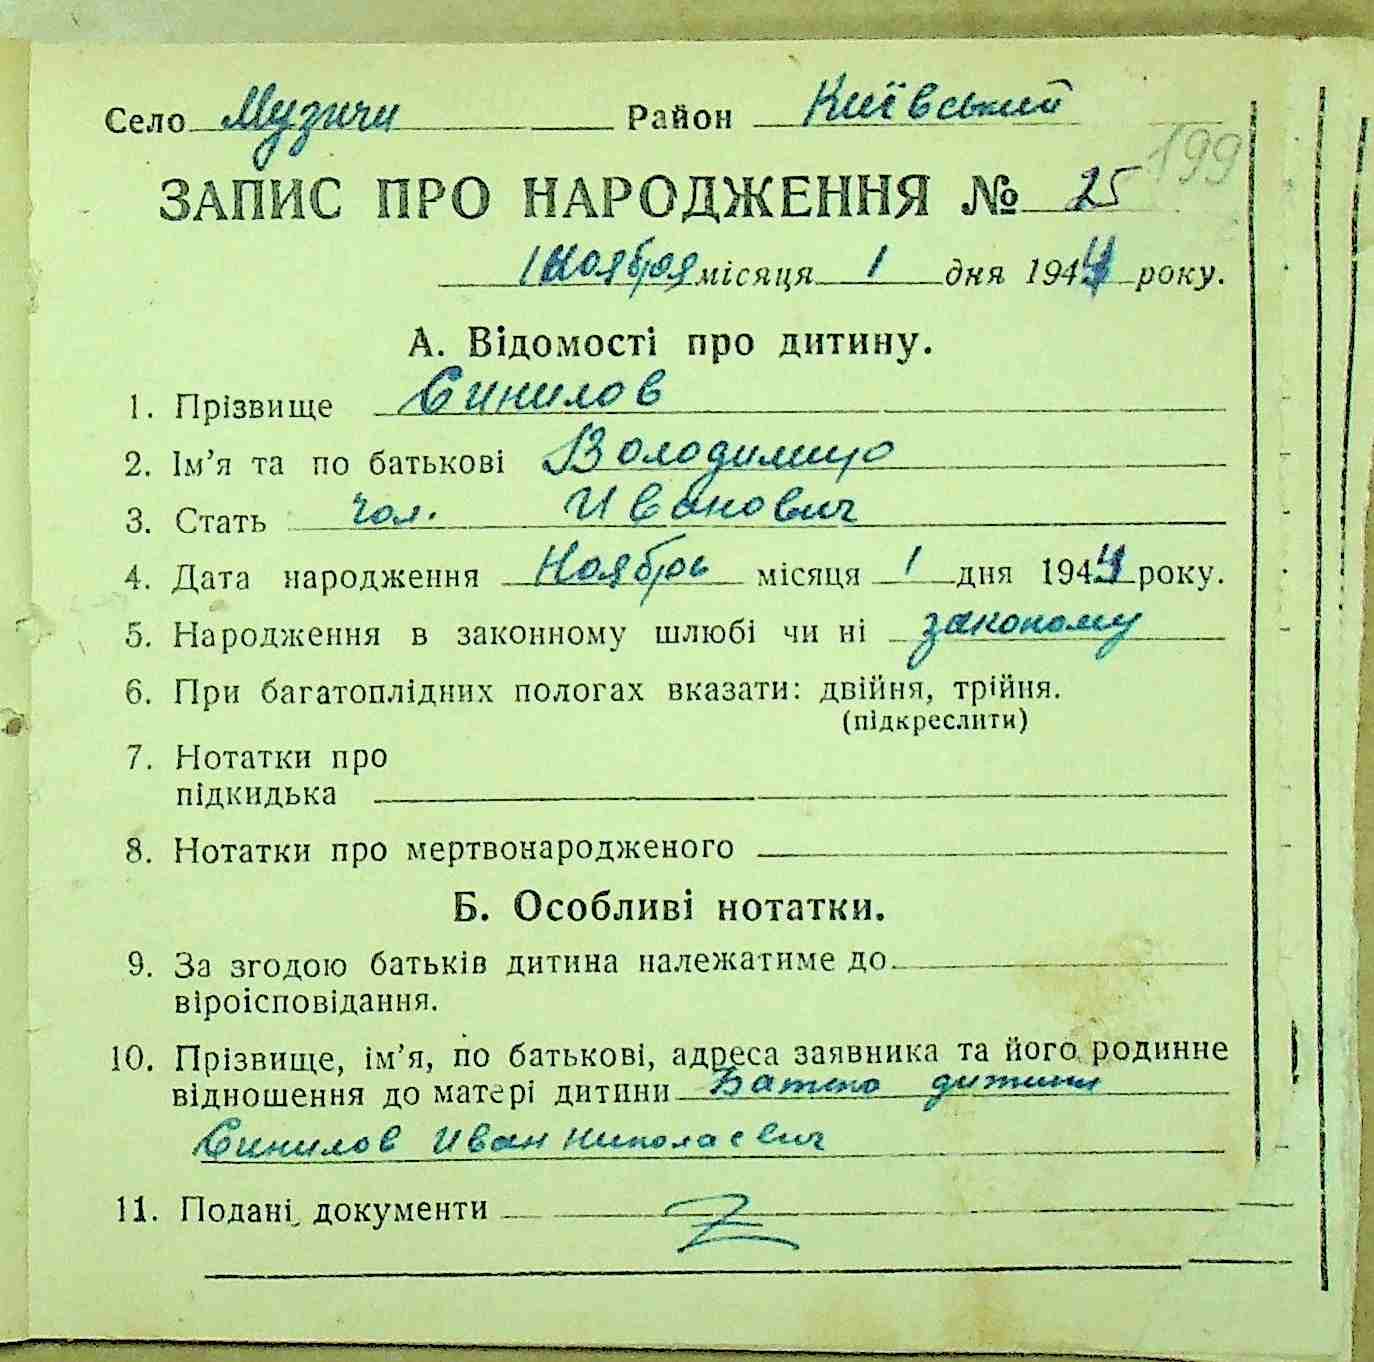 Село Музичи Район Київський
199
ЗАПИС ПРО НАРОДЖЕННЯ № 25
Ноября місяця 1 дня 1944 року.
А. Відомості про дитину.
1. Прізвище Синилов
2. Ім'я та по батькові Володимир
3. Стать чол. Иванович
4. Дата народження Ноябрь місяця 1 дня 1944 року.
5. Народження в законному шлюбі чи ні законому
6. При багатоплідних пологах вказати: двійня, трійня.
(підкреслити)
7. Нотатки про
підкидька
8. Нотатки про мертвонародженого
Б. Особливі нотатки.
9. За згодою батьків дитина належатиме до
віроісповідання.
10. Прізвище, ім'я, по батькові, адреса заявника та його родинне
відношення до матері дитини Батько дитини
Синилов Иван Николаевич
11. Подані документи